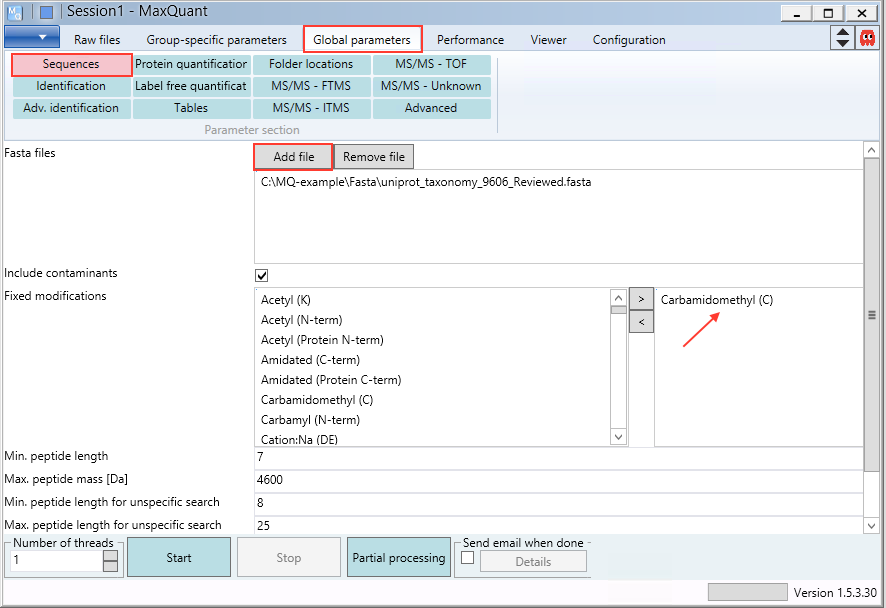 Session1 - MaxQuant
Raw files Group-specific parameters Global parameters Performance Viewer Configuration
Sequences Protein quantification Folder locations MS/MS - TOF
Identification Label free quantificat MS/MS - FTMS MS/MS - Unknown
Adv. identification Tables MS/MS - ITMS Advanced
Parameter section
Fasta files Add file Remove file
C:\MQ-example\Fasta\uniprot_taxonomy_9606_Reviewed.fasta
Include contaminants
Fixed modifications
Acetyl (K) > Carbamidomethyl (C)
Acetyl (N-term) <
Acetyl (Protein N-term)
Amidated (C-term)
Amidated (Protein C-term)
Carbamidomethyl (C)
Carbamyl (N-term)
Cation:Na (DE)
Min. peptide length 7
Max. peptide mass [Da] 4600
Min. peptide length for unspecific search 8
Max. peptide length for unspecific search 25
Number of threads Send email when done
1 Start Stop Partial processing Details
Version 1.5.3.30